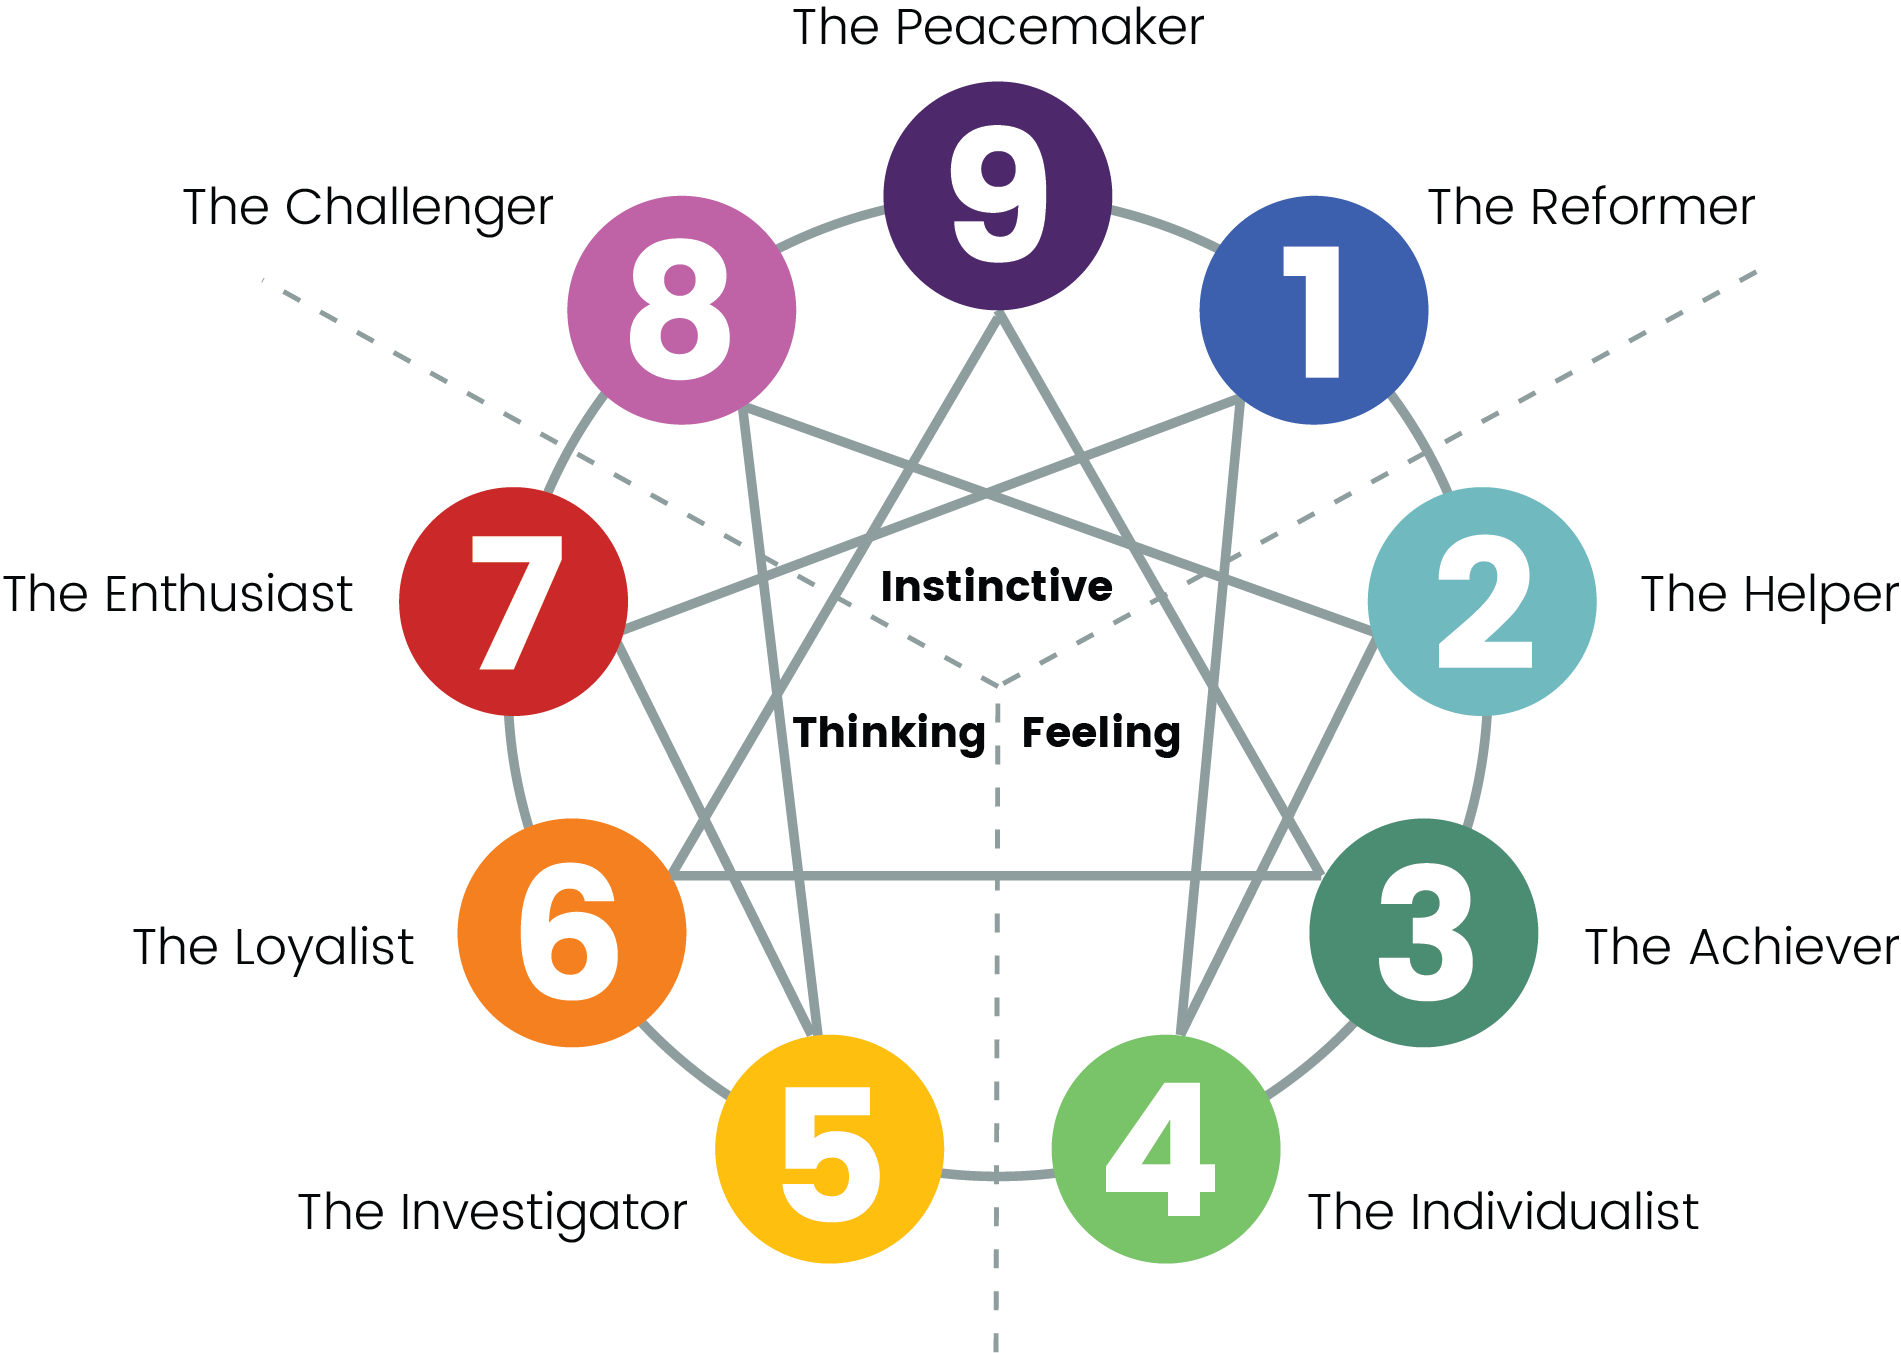 The Peacemaker
9
The Challenger
8
1
The Reformer
The Enthusiast
7
Instinctive
2
The Helper
Thinking
Feeling
The Loyalist
6
3
The Achiever
The Investigator
5
4
The Individualist